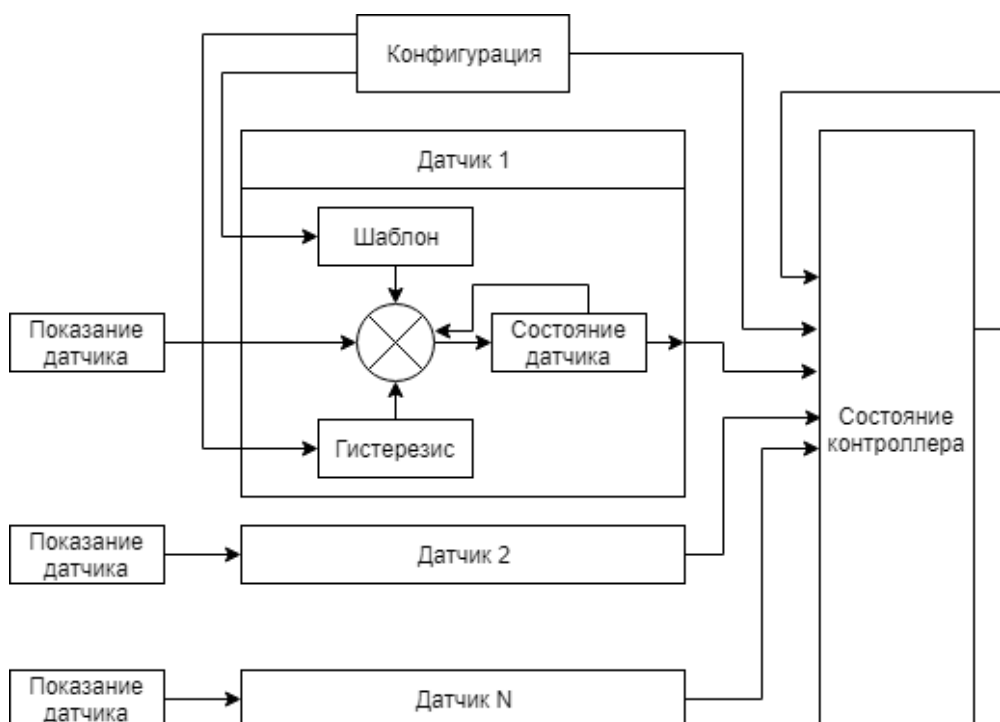 Конфигурация
Датчик 1
Шаблон
Показание
датчика
Состояние
датчика
Гистерезис
Состояние
контроллера
Показание
датчика
Датчик 2
Показание
датчика
Датчик N